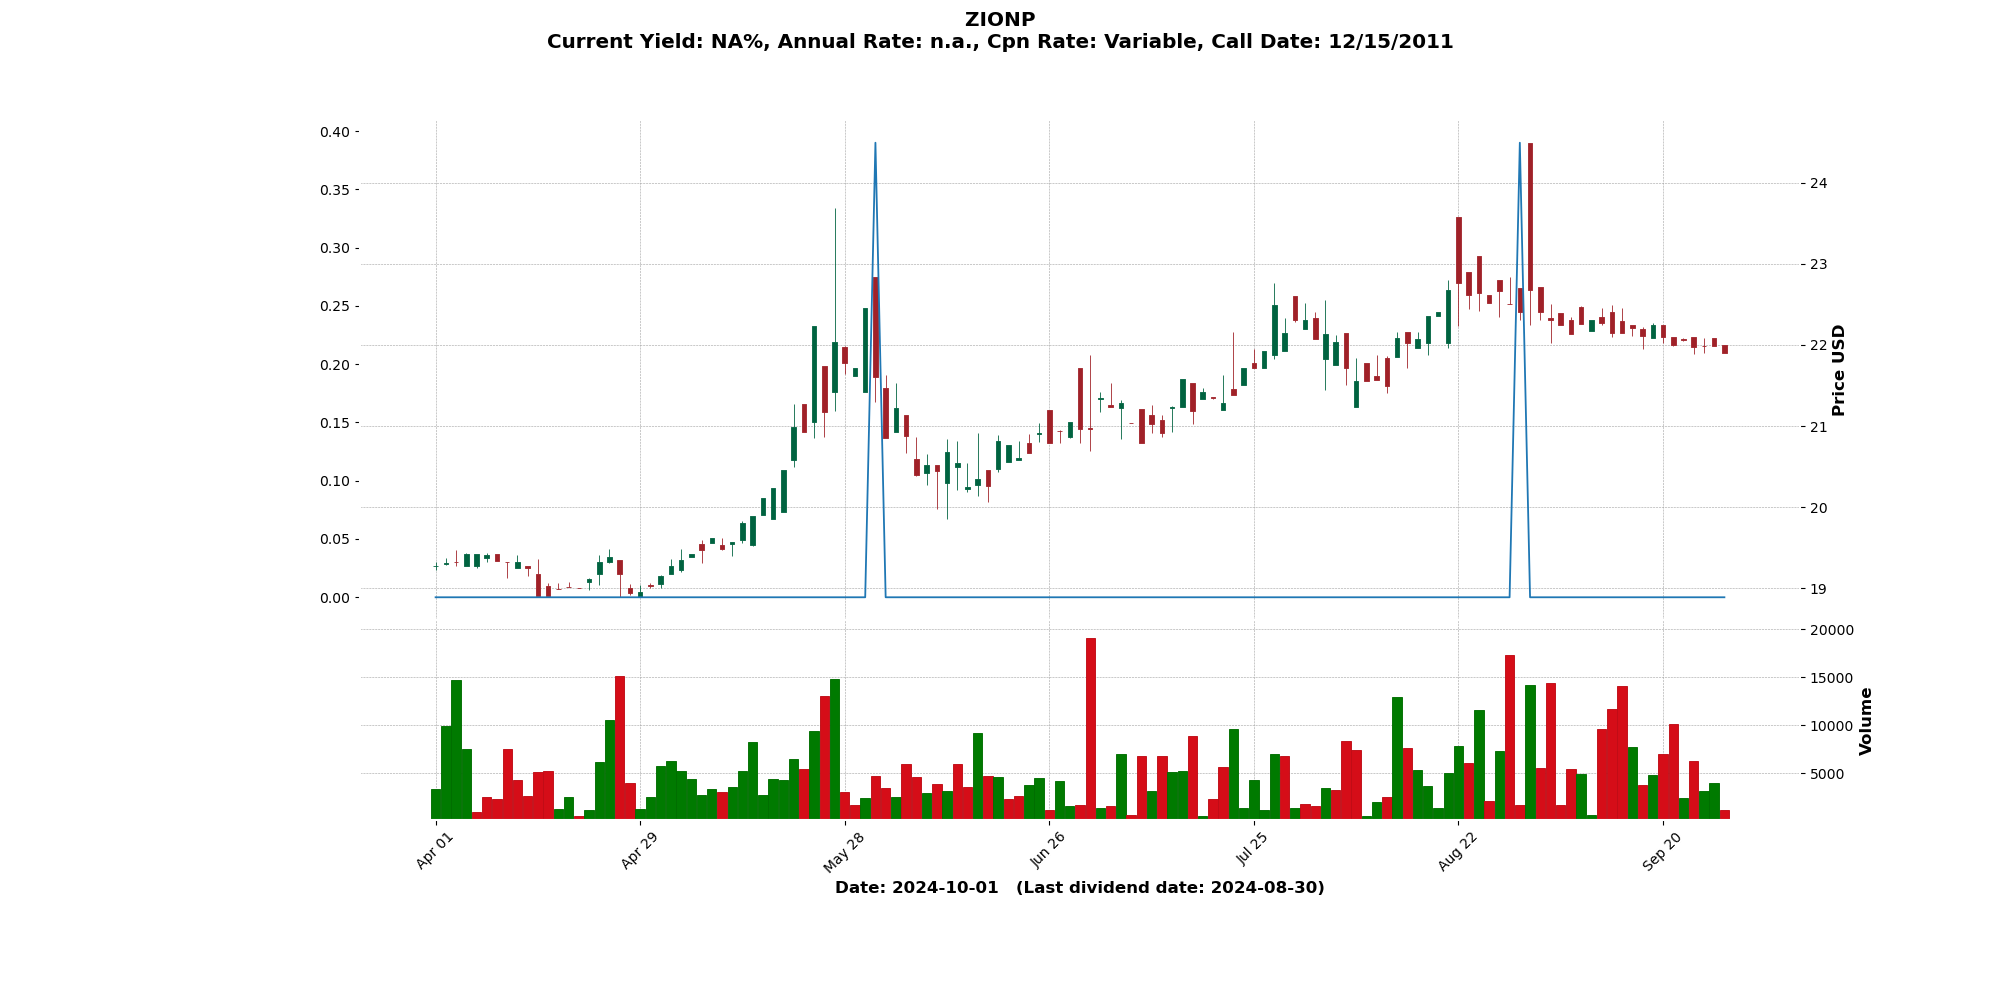 ZIONP
Current Yield: NA%, Annual Rate: n.a., Cpn Rate: Variable, Call Date: 12/15/2011
0.40
0.35
0.30
0.25
0.20
0.15
0.10
0.05
0.00
24
23
22
21
20
19
Price USD
20000
15000
10000
5000
Volume
Apr 01
Apr 29
May 28
Jun 26
Jul 25
Aug 22
Sep 20
Date: 2024-10-01 (Last dividend date: 2024-08-30)